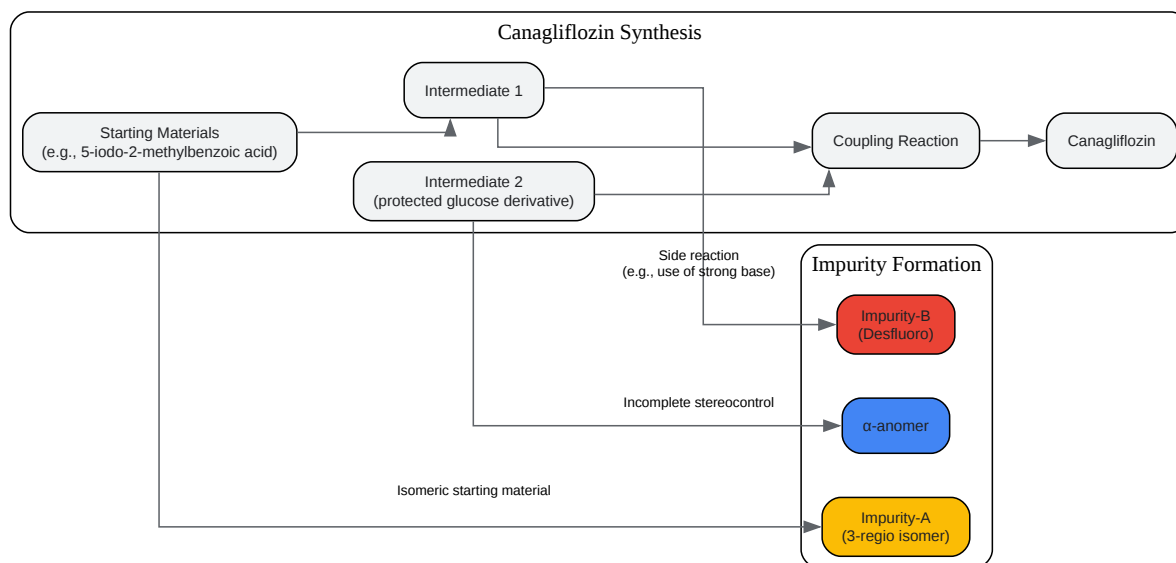 Canagliflozin Synthesis
Intermediate 1
Starting Materials
(e.g., 5-iodo-2-methylbenzoic acid)
Coupling Reaction
Canagliflozin
Intermediate 2
(protected glucose derivative)
Side reaction
(e.g., use of strong base)
Impurity Formation
Impurity-B
(Desfluoro)
Incomplete stereocontrol
α-anomer
Isomeric starting material
Impurity-A
(3-regio isomer)